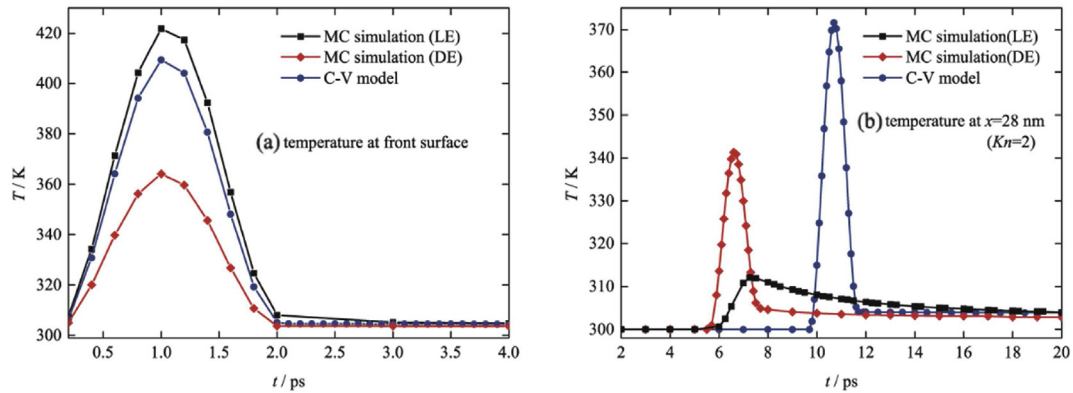 420
400
380
360
340
320
300
T / K
MC simulation (LE)
MC simulation (DE)
C-V model
(a) temperature at front surface
0.5 1.0 1.5 2.0 2.5 3.0 3.5 4.0
t / ps
370
360
350
340
330
320
310
300
T / K
MC simulation(LE)
MC simulation(DE)
C-V model
(b) temperature at x=28 nm
(Kn=2)
2 4 6 8 10 12 14 16 18 20
t / ps